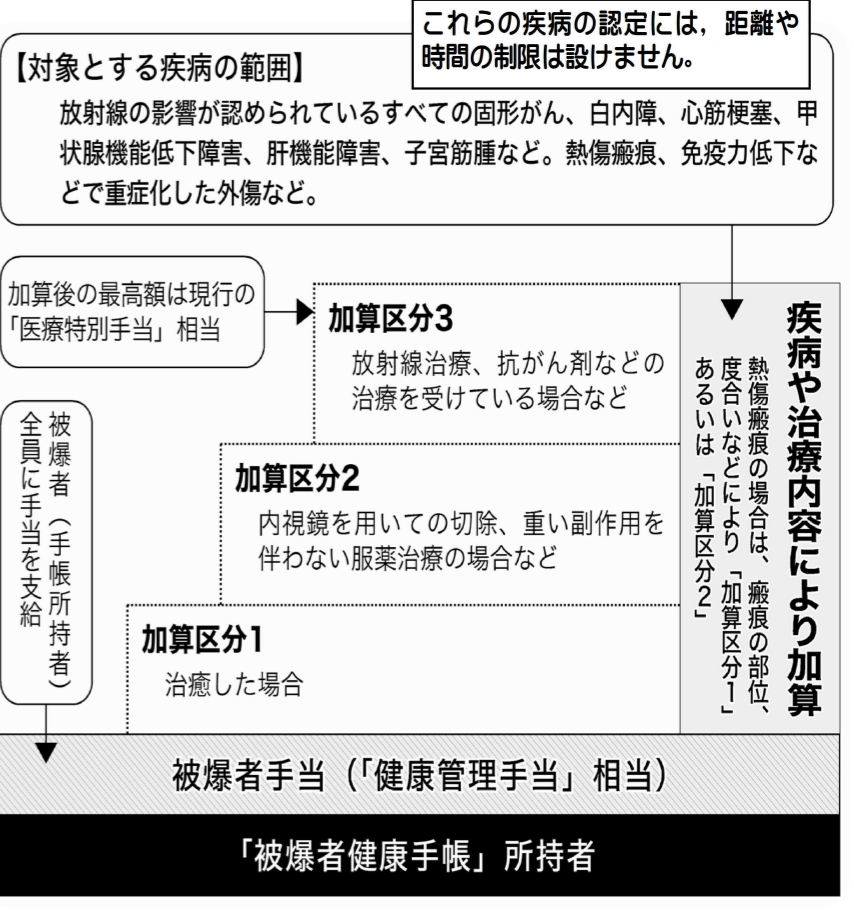 これらの疾病の認定には，距離や
時間の制限は設けません。
【対象とする疾病の範囲】
放射線の影響が認められているすべての固形がん、白内障、心筋梗塞、甲
状腺機能低下障害、肝機能障害、子宮筋腫など。熱傷瘢痕、免疫力低下な
どで重症化した外傷など。
加算後の最高額は現行の
「医療特別手当」相当
加算区分3
放射線治療、抗がん剤などの
治療を受けている場合など
疾病や治療内容により加算
熱傷瘢痕の場合は、瘢痕の部位、
度合いなどにより「加算区分1」
あるいは「加算区分2」
被爆者（手帳所持者）
全員に手当を支給
加算区分2
内視鏡を用いての切除、重い副作用を
伴わない服薬治療の場合など
加算区分1
治癒した場合
被爆者手当（「健康管理手当」相当）
「被爆者健康手帳」所持者